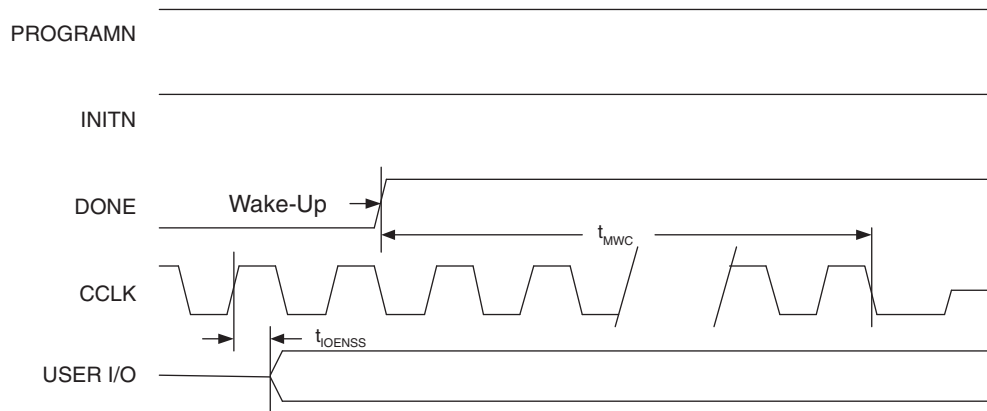 PROGRAMN
INITN
DONE
Wake-Up
tMWC
CCLK
tIOENSS
USER I/O